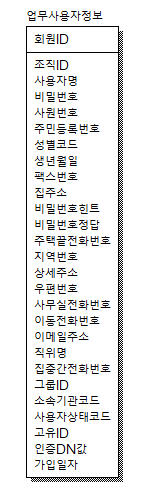 업무사용자정보
회원ID
조직ID
사용자명
비밀번호
사원번호
주민등록번호
성별코드
생년월일
팩스번호
집주소
비밀번호힌트
비밀번호정답
주택끝전화번호
지역번호
상세주소
우편번호
사무실전화번호
이동전화번호
이메일주소
직위명
집중간전화번호
그룹ID
소속기관코드
사용자상태코드
고유ID
인증DN값
가입일자